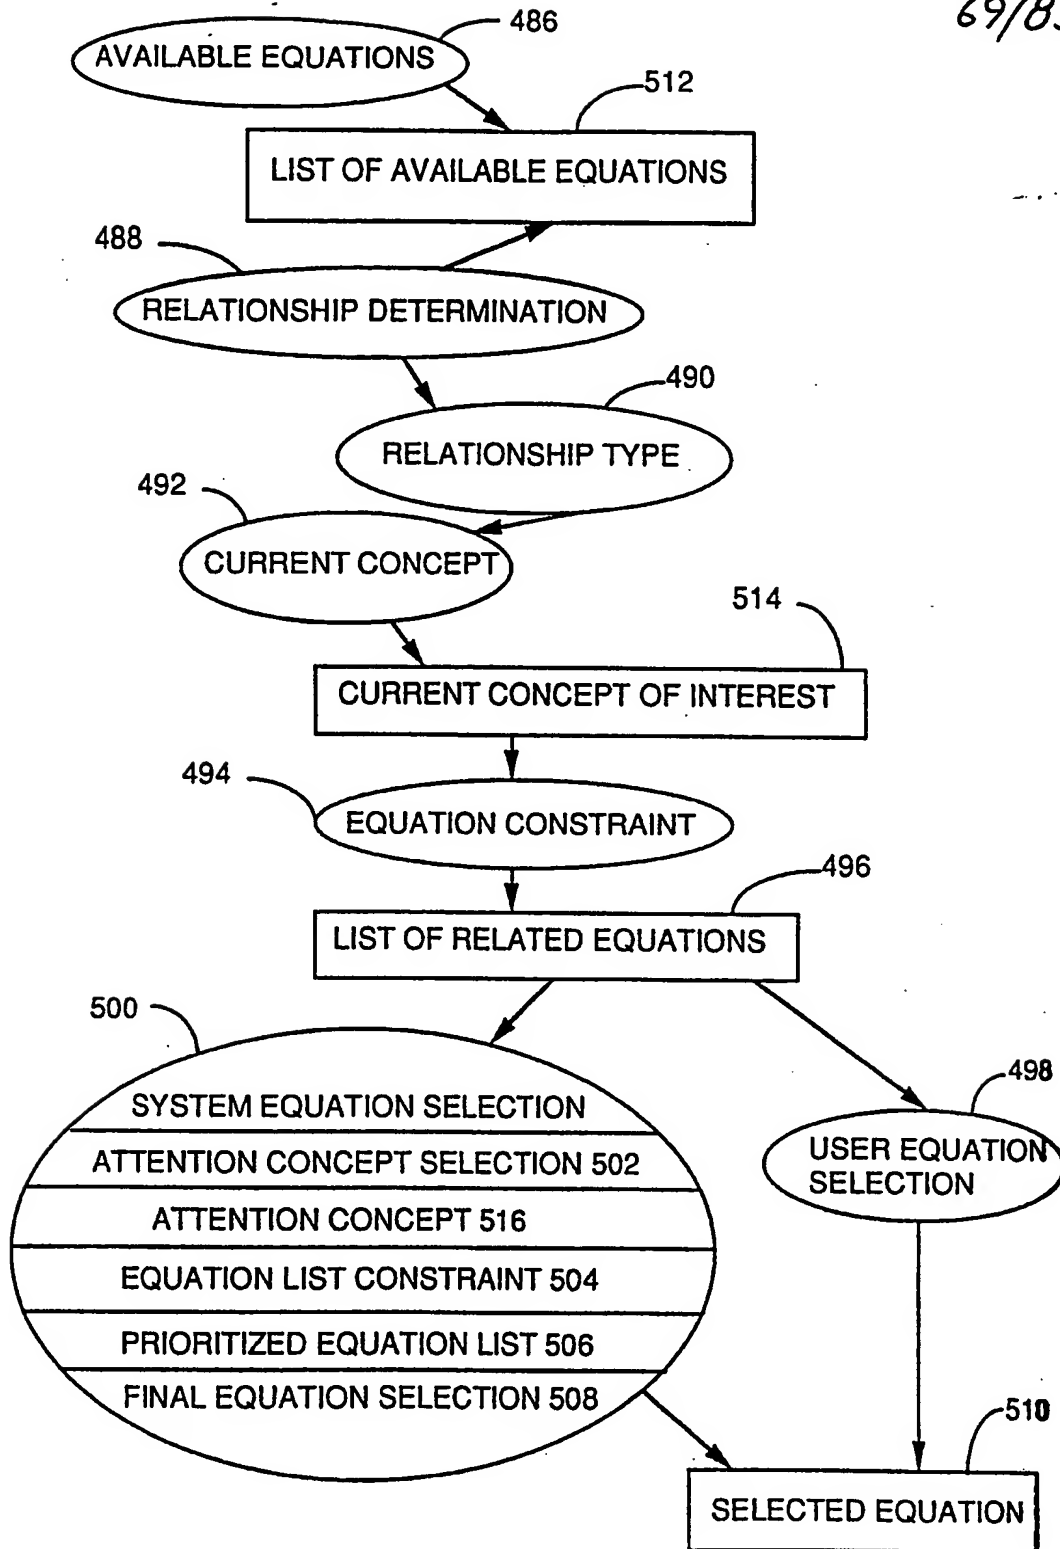 69/85
486
AVAILABLE EQUATIONS
512
LIST OF AVAILABLE EQUATIONS
488
RELATIONSHIP DETERMINATION
490
RELATIONSHIP TYPE
492
CURRENT CONCEPT
514
CURRENT CONCEPT OF INTEREST
494
EQUATION CONSTRAINT
496
LIST OF RELATED EQUATIONS
500
SYSTEM EQUATION SELECTION
ATTENTION CONCEPT SELECTION 502
ATTENTION CONCEPT 516
EQUATION LIST CONSTRAINT 504
PRIORITIZED EQUATION LIST 506
FINAL EQUATION SELECTION 508
498
USER EQUATION
SELECTION
510
SELECTED EQUATION